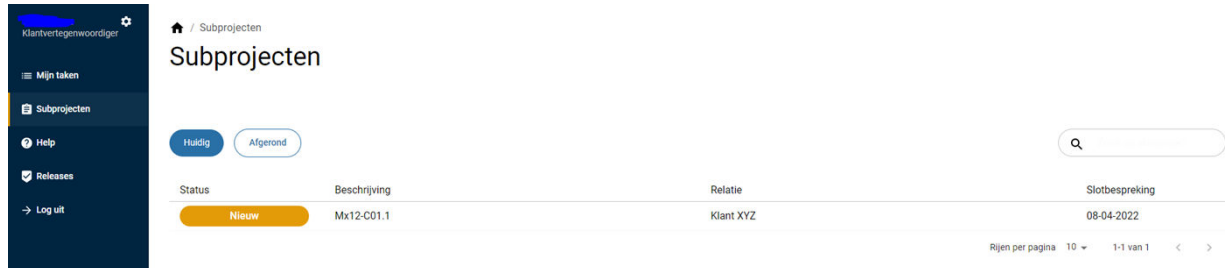 Klantvertegenwoordiger
Mijn taken
Subprojecten
Help
Releases
Log uit
/ Subprojecten
Subprojecten
Huidig Afgerond
Status Beschrijving Relatie Slotbespreking
Nieuw Mx12-C01.1 Klant XYZ 08-04-2022
Rijen per pagina 10 1-1 van 1 < >